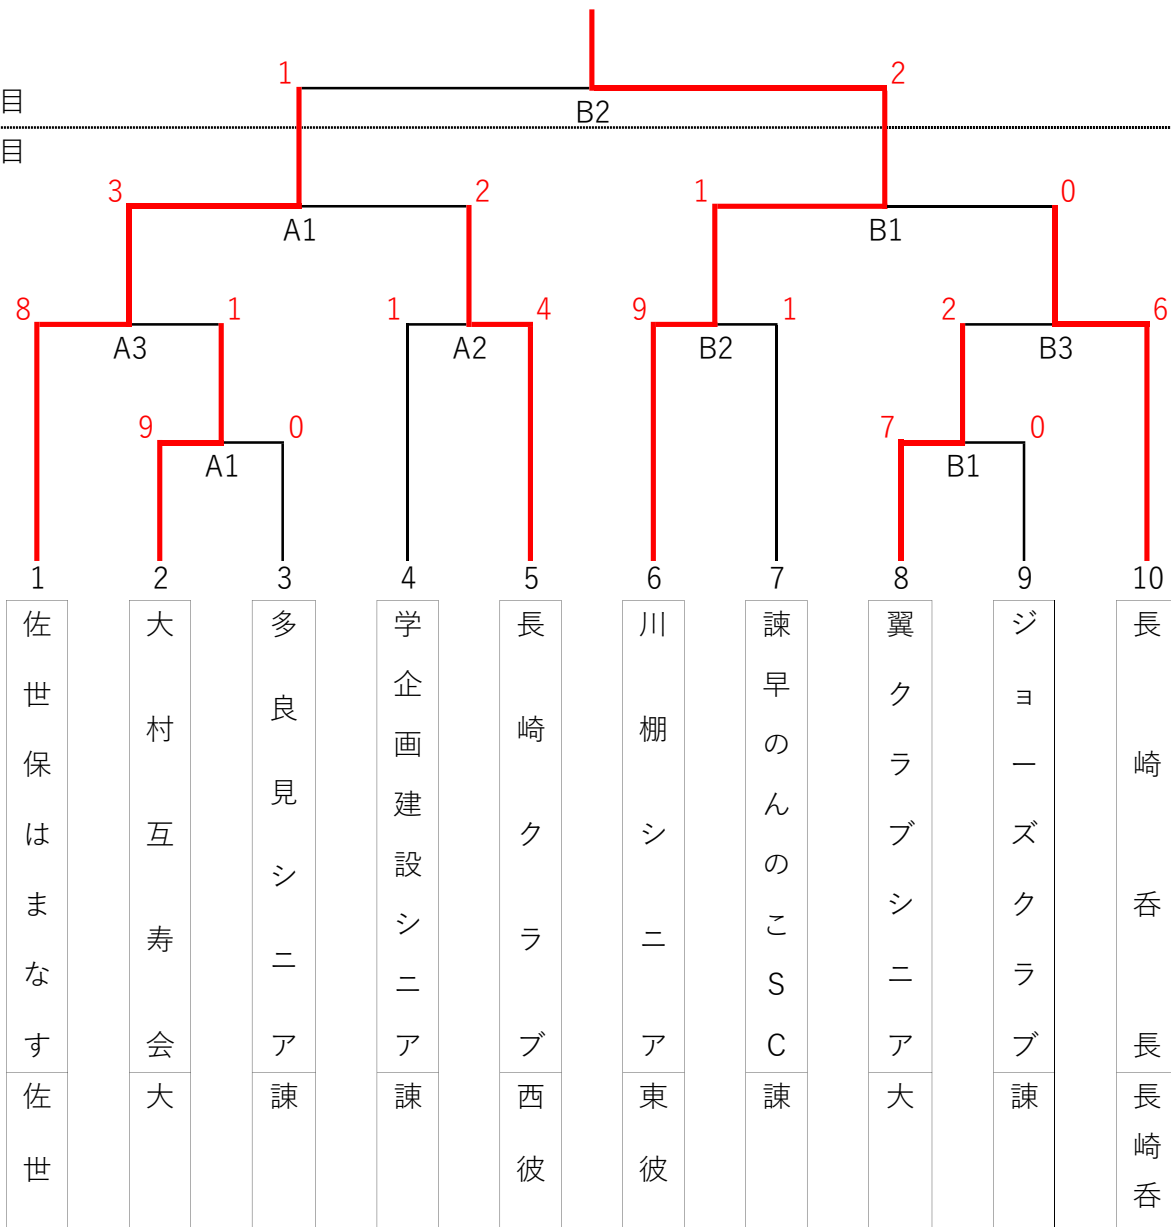 1 2
目 B2
目
3 2 1 0
A1 B1
8 1 1 4 9 1 2 6
A3 A2 B2 B3
9 0 7 0
A1 B1
1 2 3 4 5 6 7 8 9 10
佐世保はまなす
大村互寿会
多良見シニア
学企画建設シニア
長崎クラブ
川棚シニア
諫早のんのこSC
翼クラブシニア
ジョーズクラブ
長崎呑長
佐世
大
諫
諫
西彼
東彼
諫
大
諫
長崎呑